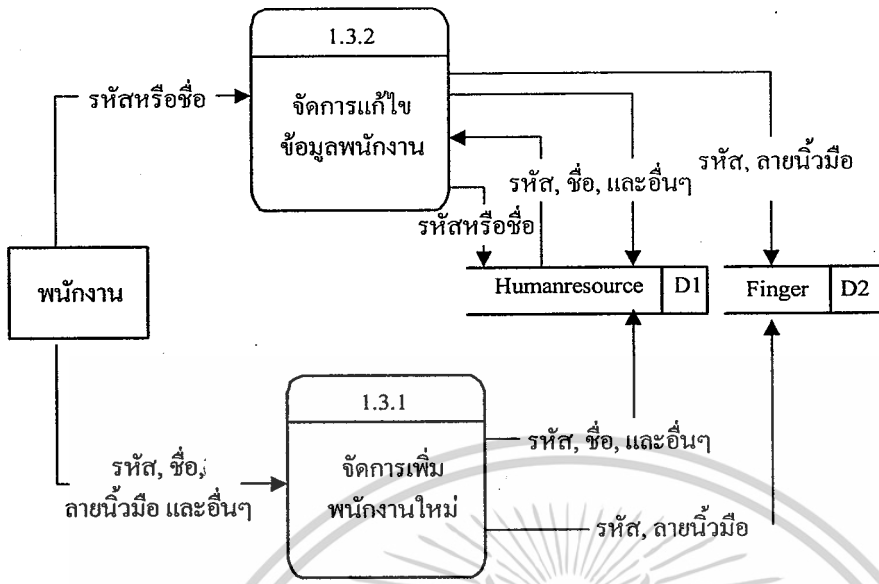 1.3.2
รหัสหรือชื่อ
จัดการแก้ไข
ข้อมูลพนักงาน
รหัส, ลายนิ้วมือ
รหัส, ชื่อ, และอื่นๆ
รหัสหรือชื่อ
พนักงาน
Humanresource D1
Finger D2
1.3.1
รหัส, ชื่อ,
ลายนิ้วมือ และอื่นๆ
จัดการเพิ่ม
พนักงานใหม่
รหัส, ชื่อ, และอื่นๆ
รหัส, ลายนิ้วมือ